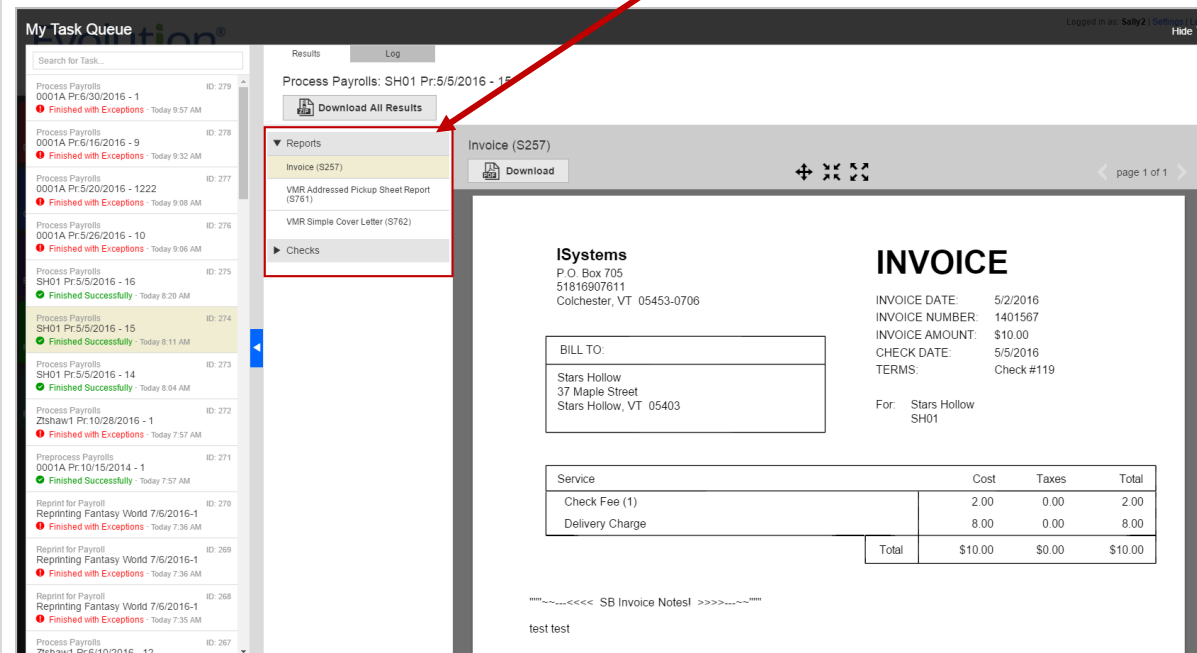 My Task Queue
Evolution®
Logged in as: Sally2 | Settings |
Hide
Search for Task...
Process Payrolls ID: 279
0001A Pr:6/30/2016 - 1
Finished with Exceptions - Today 9:57 AM
Process Payrolls ID: 278
0001A Pr:6/16/2016 - 9
Finished with Exceptions - Today 9:32 AM
Process Payrolls ID: 277
0001A Pr:5/20/2016 - 1222
Finished with Exceptions - Today 9:08 AM
Process Payrolls ID: 276
0001A Pr:5/26/2016 - 10
Finished with Exceptions - Today 9:06 AM
Process Payrolls ID: 275
SH01 Pr:5/5/2016 - 16
Finished Successfully - Today 8:20 AM
Process Payrolls ID: 274
SH01 Pr:5/5/2016 - 15
Finished Successfully - Today 8:11 AM
Process Payrolls ID: 273
SH01 Pr:5/5/2016 - 14
Finished Successfully - Today 8:04 AM
Process Payrolls ID: 272
Ztshaw1 Pr:10/28/2016 - 1
Finished with Exceptions - Today 7:57 AM
Preprocess Payrolls ID: 271
0001A Pr:10/15/2014 - 1
Finished Successfully - Today 7:57 AM
Reprint for Payroll ID: 270
Reprinting Fantasy World 7/6/2016-1
Finished with Exceptions - Today 7:36 AM
Reprint for Payroll ID: 269
Reprinting Fantasy World 7/6/2016-1
Finished with Exceptions - Today 7:36 AM
Reprint for Payroll ID: 268
Reprinting Fantasy World 7/6/2016-1
Finished with Exceptions - Today 7:35 AM
Process Payrolls ID: 267
Ztshaw1 Pr:6/10/2016 - 12
Results Log
Process Payrolls: SH01 Pr:5/5/2016 - 15
PDF Download All Results
Reports
Invoice (S257)
VMR Addressed Pickup Sheet Report
(S761)
VMR Simple Cover Letter (S762)
Checks
Invoice (S257)
PDF Download
page 1 of 1
ISystems
P.O. Box 705
51816907611
Colchester, VT 05453-0706
INVOICE
INVOICE DATE: 5/2/2016
INVOICE NUMBER: 1401567
INVOICE AMOUNT: $10.00
CHECK DATE: 5/5/2016
TERMS: Check #119
BILL TO:
Stars Hollow
37 Maple Street
Stars Hollow, VT 05403
For: Stars Hollow
SH01
Service Cost Taxes Total
Check Fee (1) 2.00 0.00 2.00
Delivery Charge 8.00 0.00 8.00
Total $10.00 $0.00 $10.00
"""~~---<<<< SB Invoice Notes! >>>>---~~"""
test test